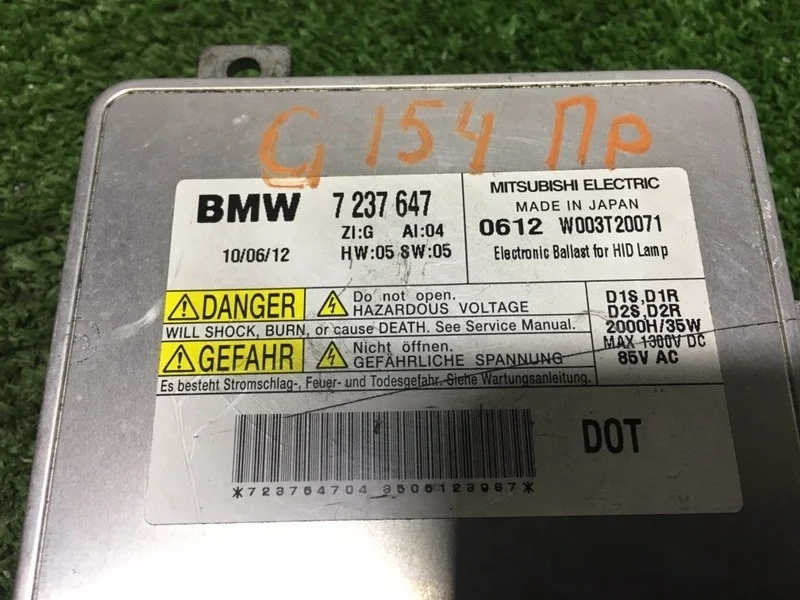 G 154 Пр
BMW 7 237 647
ZI:G AI:04
10/06/12 HW:05 SW:05
MITSUBISHI ELECTRIC
MADE IN JAPAN
0612 W003T20071
Electronic Ballast for HID Lamp
DANGER Do not open.
HAZARDOUS VOLTAGE
WILL SHOCK, BURN, or cause DEATH. See Service Manual.
GEFAHR Nicht öffnen.
GEFÄHRLICHE SPANNUNG
Es besteht Stromschlag-, Feuer- und Todesgefahr. Siehe Wartungsanleitung.
D1S,D1R
D2S,D2R
2000H/35W
MAX 1300V DC
85V AC
DOT
*723764704 3506123987*